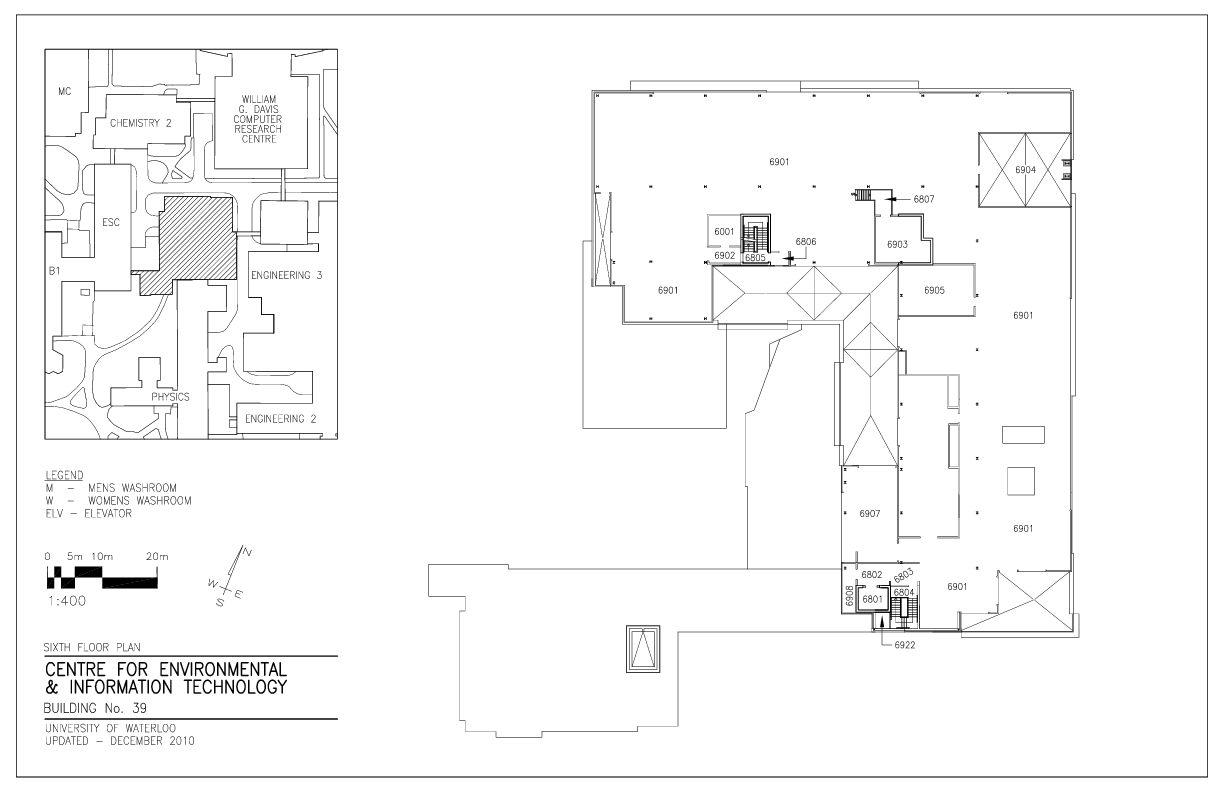 MC
CHEMISTRY 2
WILLIAM
G. DAVIS
COMPUTER
RESEARCH
CENTRE
ESC
B1
ENGINEERING 3
PHYSICS
ENGINEERING 2
LEGEND
M – MENS WASHROOM
W – WOMENS WASHROOM
ELV – ELEVATOR
0 5m 10m 20m
1:400
N
W
E
S
SIXTH FLOOR PLAN
CENTRE FOR ENVIRONMENTAL
& INFORMATION TECHNOLOGY
BUILDING No. 39
UNIVERSITY OF WATERLOO
UPDATED – DECEMBER 2010
6901
6904
6807
6001
6806
6903
6902
6805
6901
6905
6901
6907
6901
6802
6803
6901
6908
6801
6804
6922